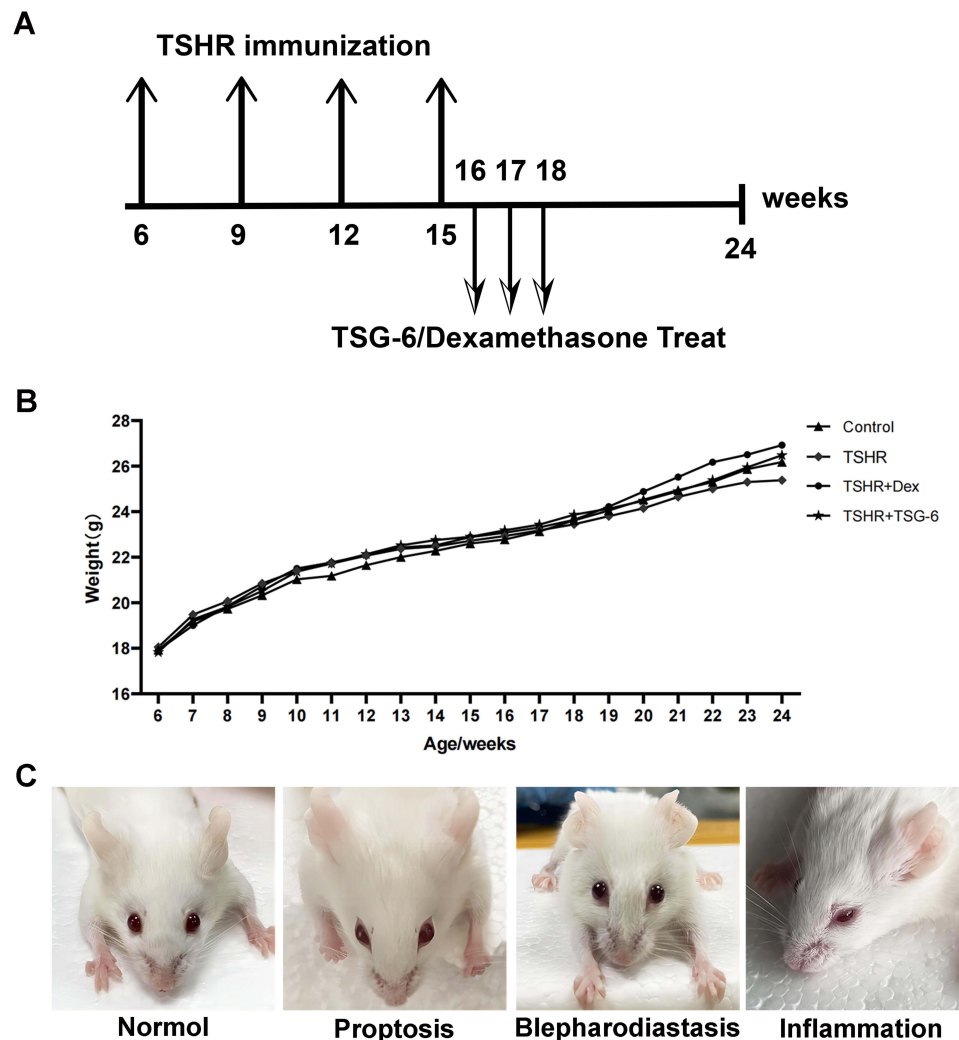 A
TSHR immunization
16 17 18
weeks
6 9 12 15
24
TSG-6/Dexamethasone Treat
B
28
26
24
22
20
18
16
Weight(g)
6 7 8 9 10 11 12 13 14 15 16 17 18 19 20 21 22 23 24
Age/weeks
Control
TSHR
TSHR+Dex
TSHR+TSG-6
C
Normol
Proptosis
Blepharodiastasis
Inflammation